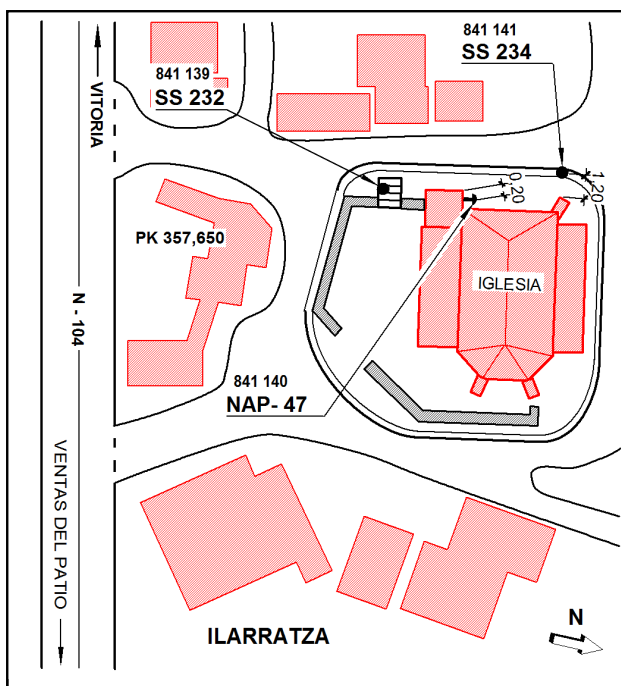 841 141
SS 234
841 139
SS 232
VITORIA
1,20
0,20
PK 357,650
IGLESIA
N - 104
841 140
NAP- 47
VENTAS DEL PATIO
N
ILARRATZA